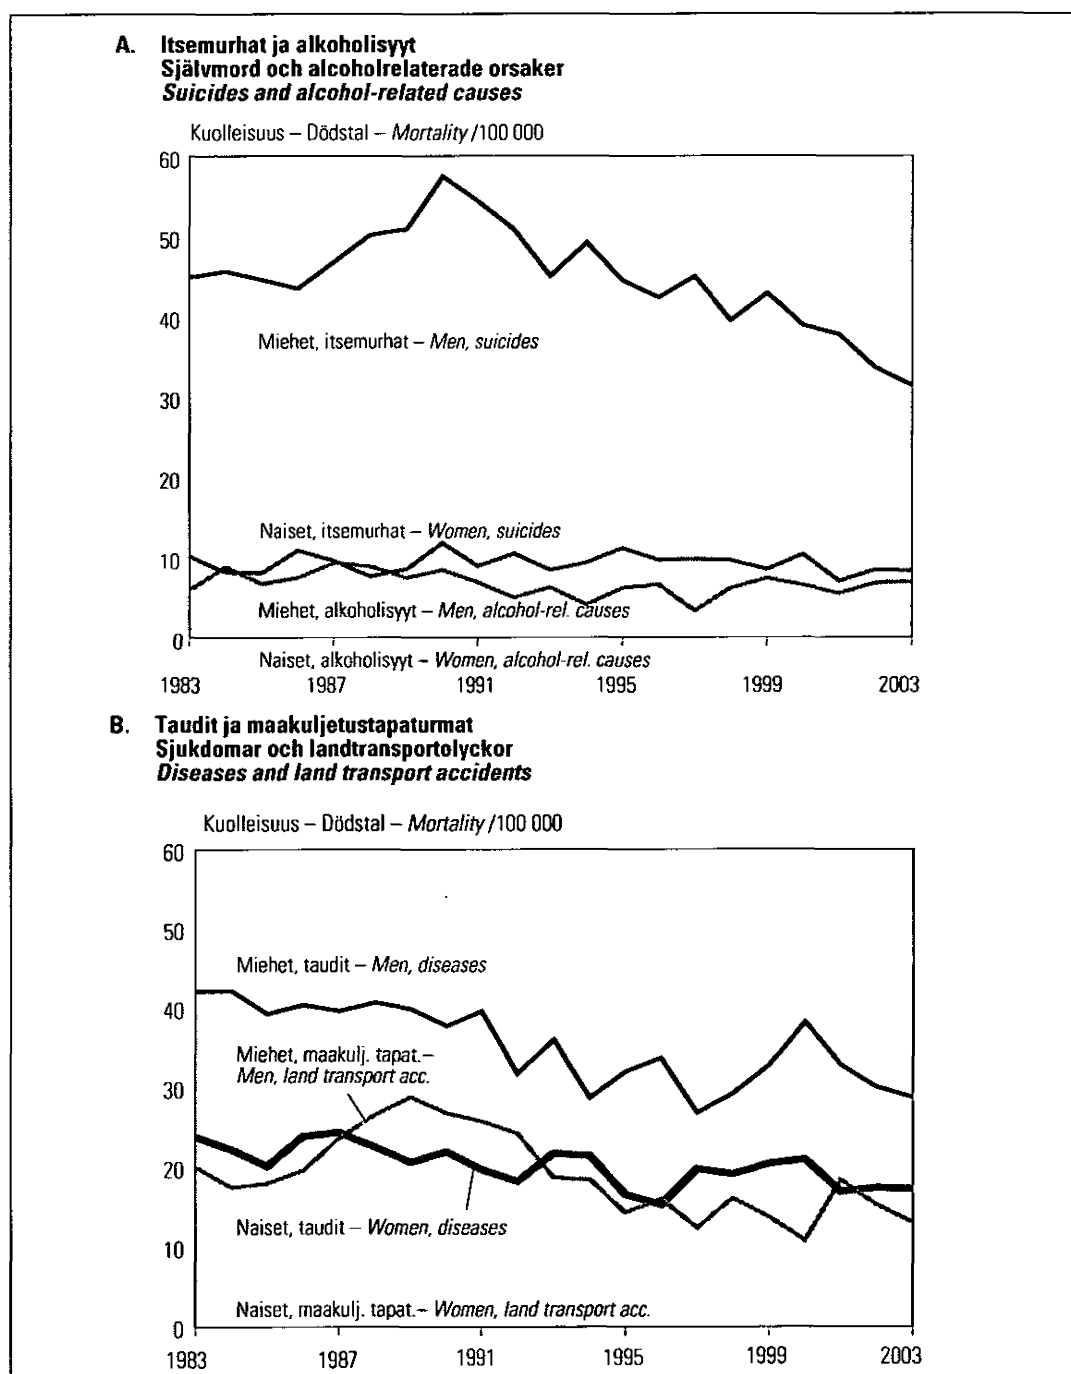 A. Itsemurhat ja alkoholisyyt
Självmord och alcoholrelaterade orsaker
Suicides and alcohol-related causes
Kuolleisuus – Dödstal – Mortality/100 000
60
50
40
30
20
10
0
Miehet, itsemurhat – Men, suicides
Naiset, itsemurhat – Women, suicides
Miehet, alkoholisyyt – Men, alcohol-rel. causes
Naiset, alkoholisyyt – Women, alcohol-rel. causes
1983 1987 1991 1995 1999 2003
B. Taudit ja maakuljetustapaturmat
Sjukdomar och landtransportolyckor
Diseases and land transport accidents
Kuolleisuus – Dödstal – Mortality/100 000
60
50
40
30
20
10
0
Miehet, taudit – Men, diseases
Miehet, maakulj. tapat.–
Men, land transport acc.
Naiset, taudit – Women, diseases
Naiset, maakulj. tapat.– Women, land transport acc.
1983 1987 1991 1995 1999 2003